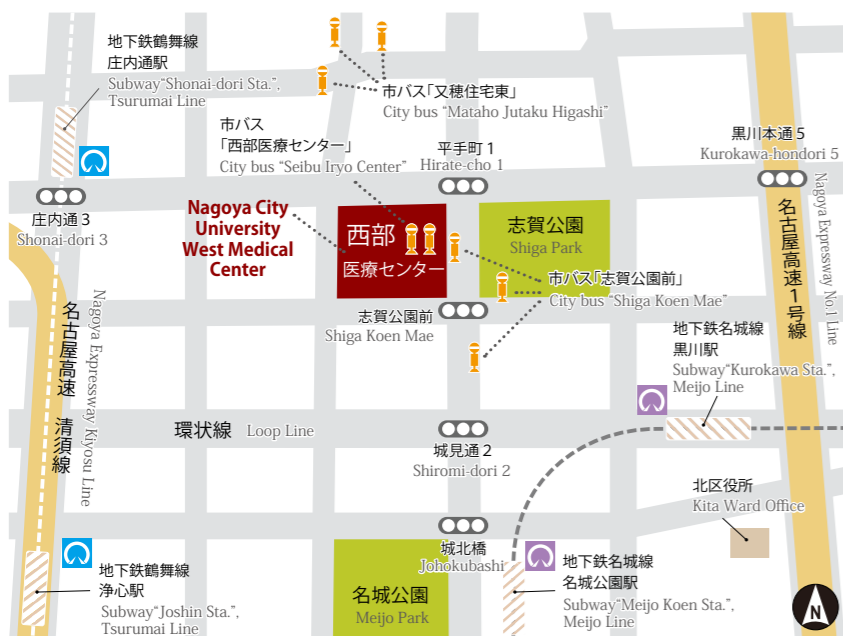 地下鉄鶴舞線
庄内通駅
Subway"Shonai-dori Sta.",
Tsurumai Line
市バス「又穂住宅東」
City bus "Mataho Jutaku Higashi"
市バス
「西部医療センター」
City bus "Seibu Iryo Center"
平手町1
Hirate-cho 1
黒川本通5
Kurokawa-hondori 5
庄内通3
Shonai-dori 3
Nagoya City
University
West Medical
Center
西部
医療センター
志賀公園
Shiga Park
市バス「志賀公園前」
City bus "Shiga Koen Mae"
志賀公園前
Shiga Koen Mae
名古屋高速1号線
Nagoya Expressway No.1 Line
名古屋高速 清須線
Nagoya Expressway Kiyosu Line
地下鉄名城線
黒川駅
Subway"Kurokawa Sta.",
Meijo Line
環状線 Loop Line
城見通2
Shiromi-dori 2
北区役所
Kita Ward Office
城北橋
Johokubashi
地下鉄鶴舞線
浄心駅
Subway"Joshin Sta.",
Tsurumai Line
名城公園
Meijo Park
地下鉄名城線
名城公園駅
Subway"Meijo Koen Sta.",
Meijo Line
N